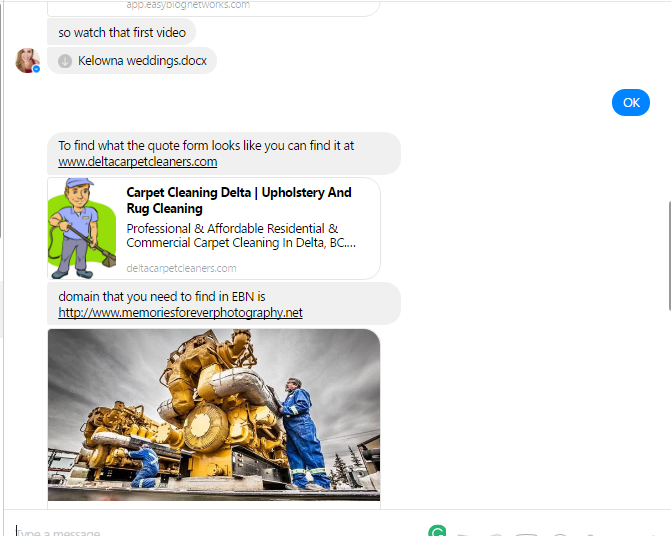 app.easyblognetworks.com
so watch that first video
Kelowna weddings.docx
OK
To find what the quote form looks like you can find it at
www.deltacarpetcleaners.com
Carpet Cleaning Delta | Upholstery And
Rug Cleaning
Professional & Affordable Residential &
Commercial Carpet Cleaning In Delta, BC....
deltacarpetcleaners.com
domain that you need to find in EBN is
http://www.memoriesforeverphotography.net
Type a message